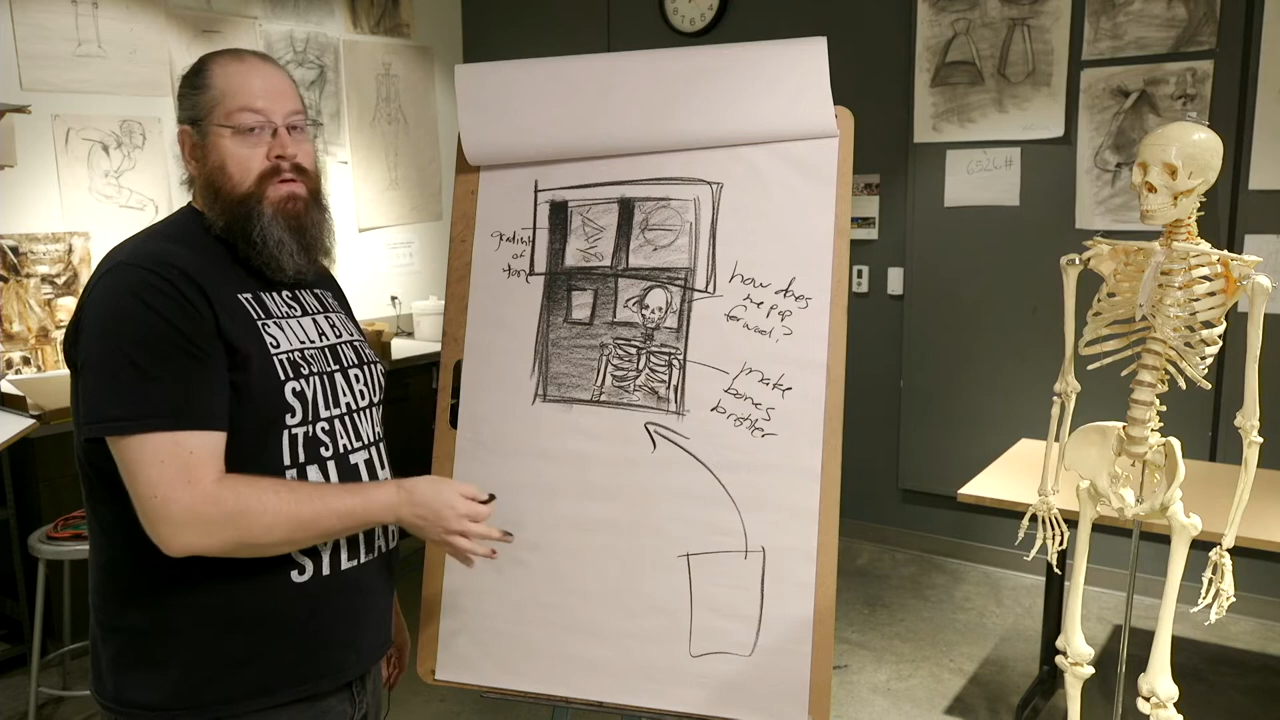 IT WAS IN THE
SYLLABUS
IT'S STILL IN THE
SYLLABUS
IT'S ALWAY
IN TH
SYLLAB
gradient
of
tone
how does
he pop
forward?
make
bones
brighter
6526#